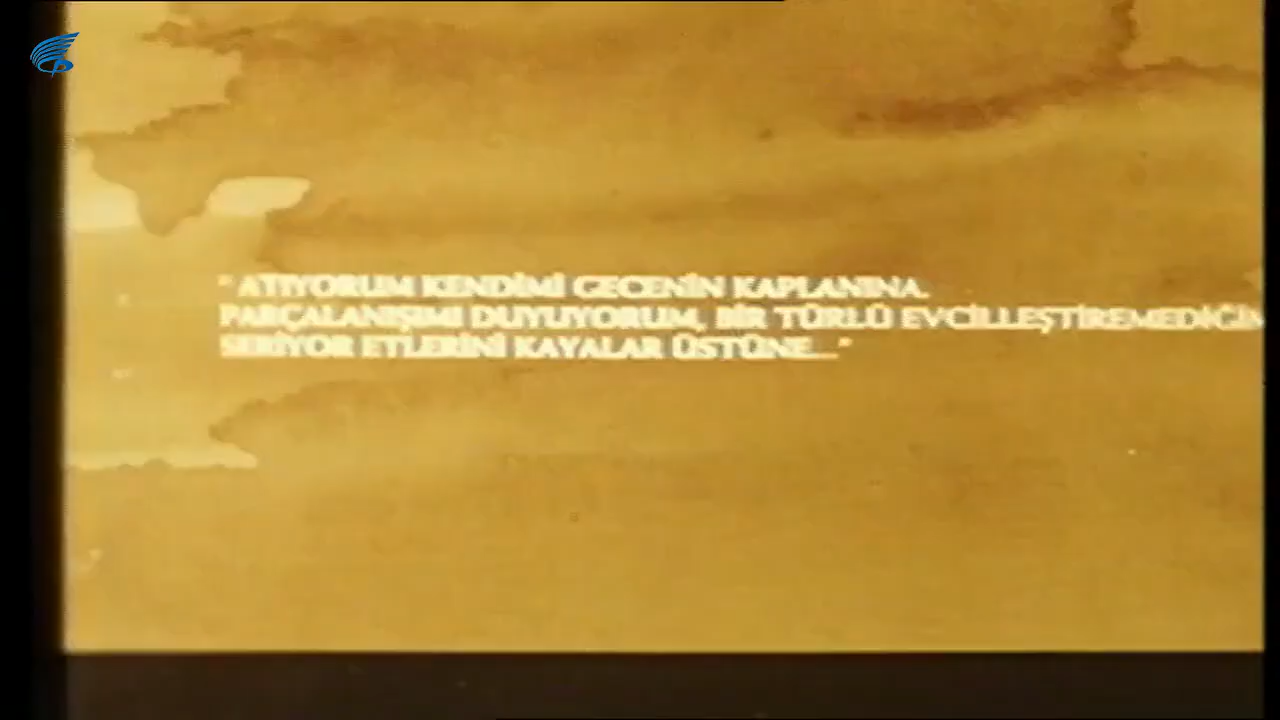 " ATIYORUM KENDİMİ GECENİN KAPLANINA.
PARÇALANIŞIMI DUYUYORUM, BİR TÜRLÜ EVCİLLEŞTİREMEDİĞİM
SERİYOR ETLERİNİ KAYALAR ÜSTÜNE..."